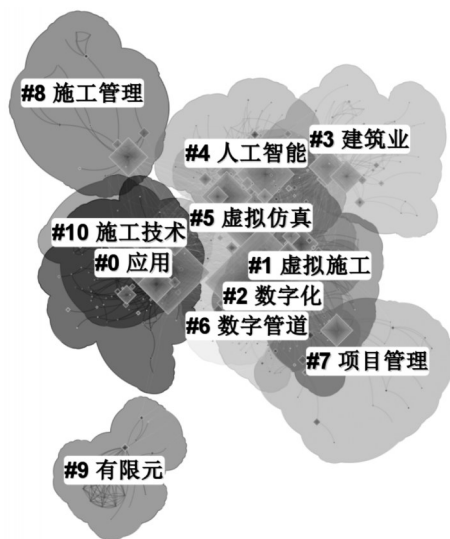 #8 施工管理
#3 建筑业
#4 人工智能
#5 虚拟仿真
#10 施工技术
#0 应用
#1 虚拟施工
#2 数字化
#6 数字管道
#7 项目管理
#9 有限元